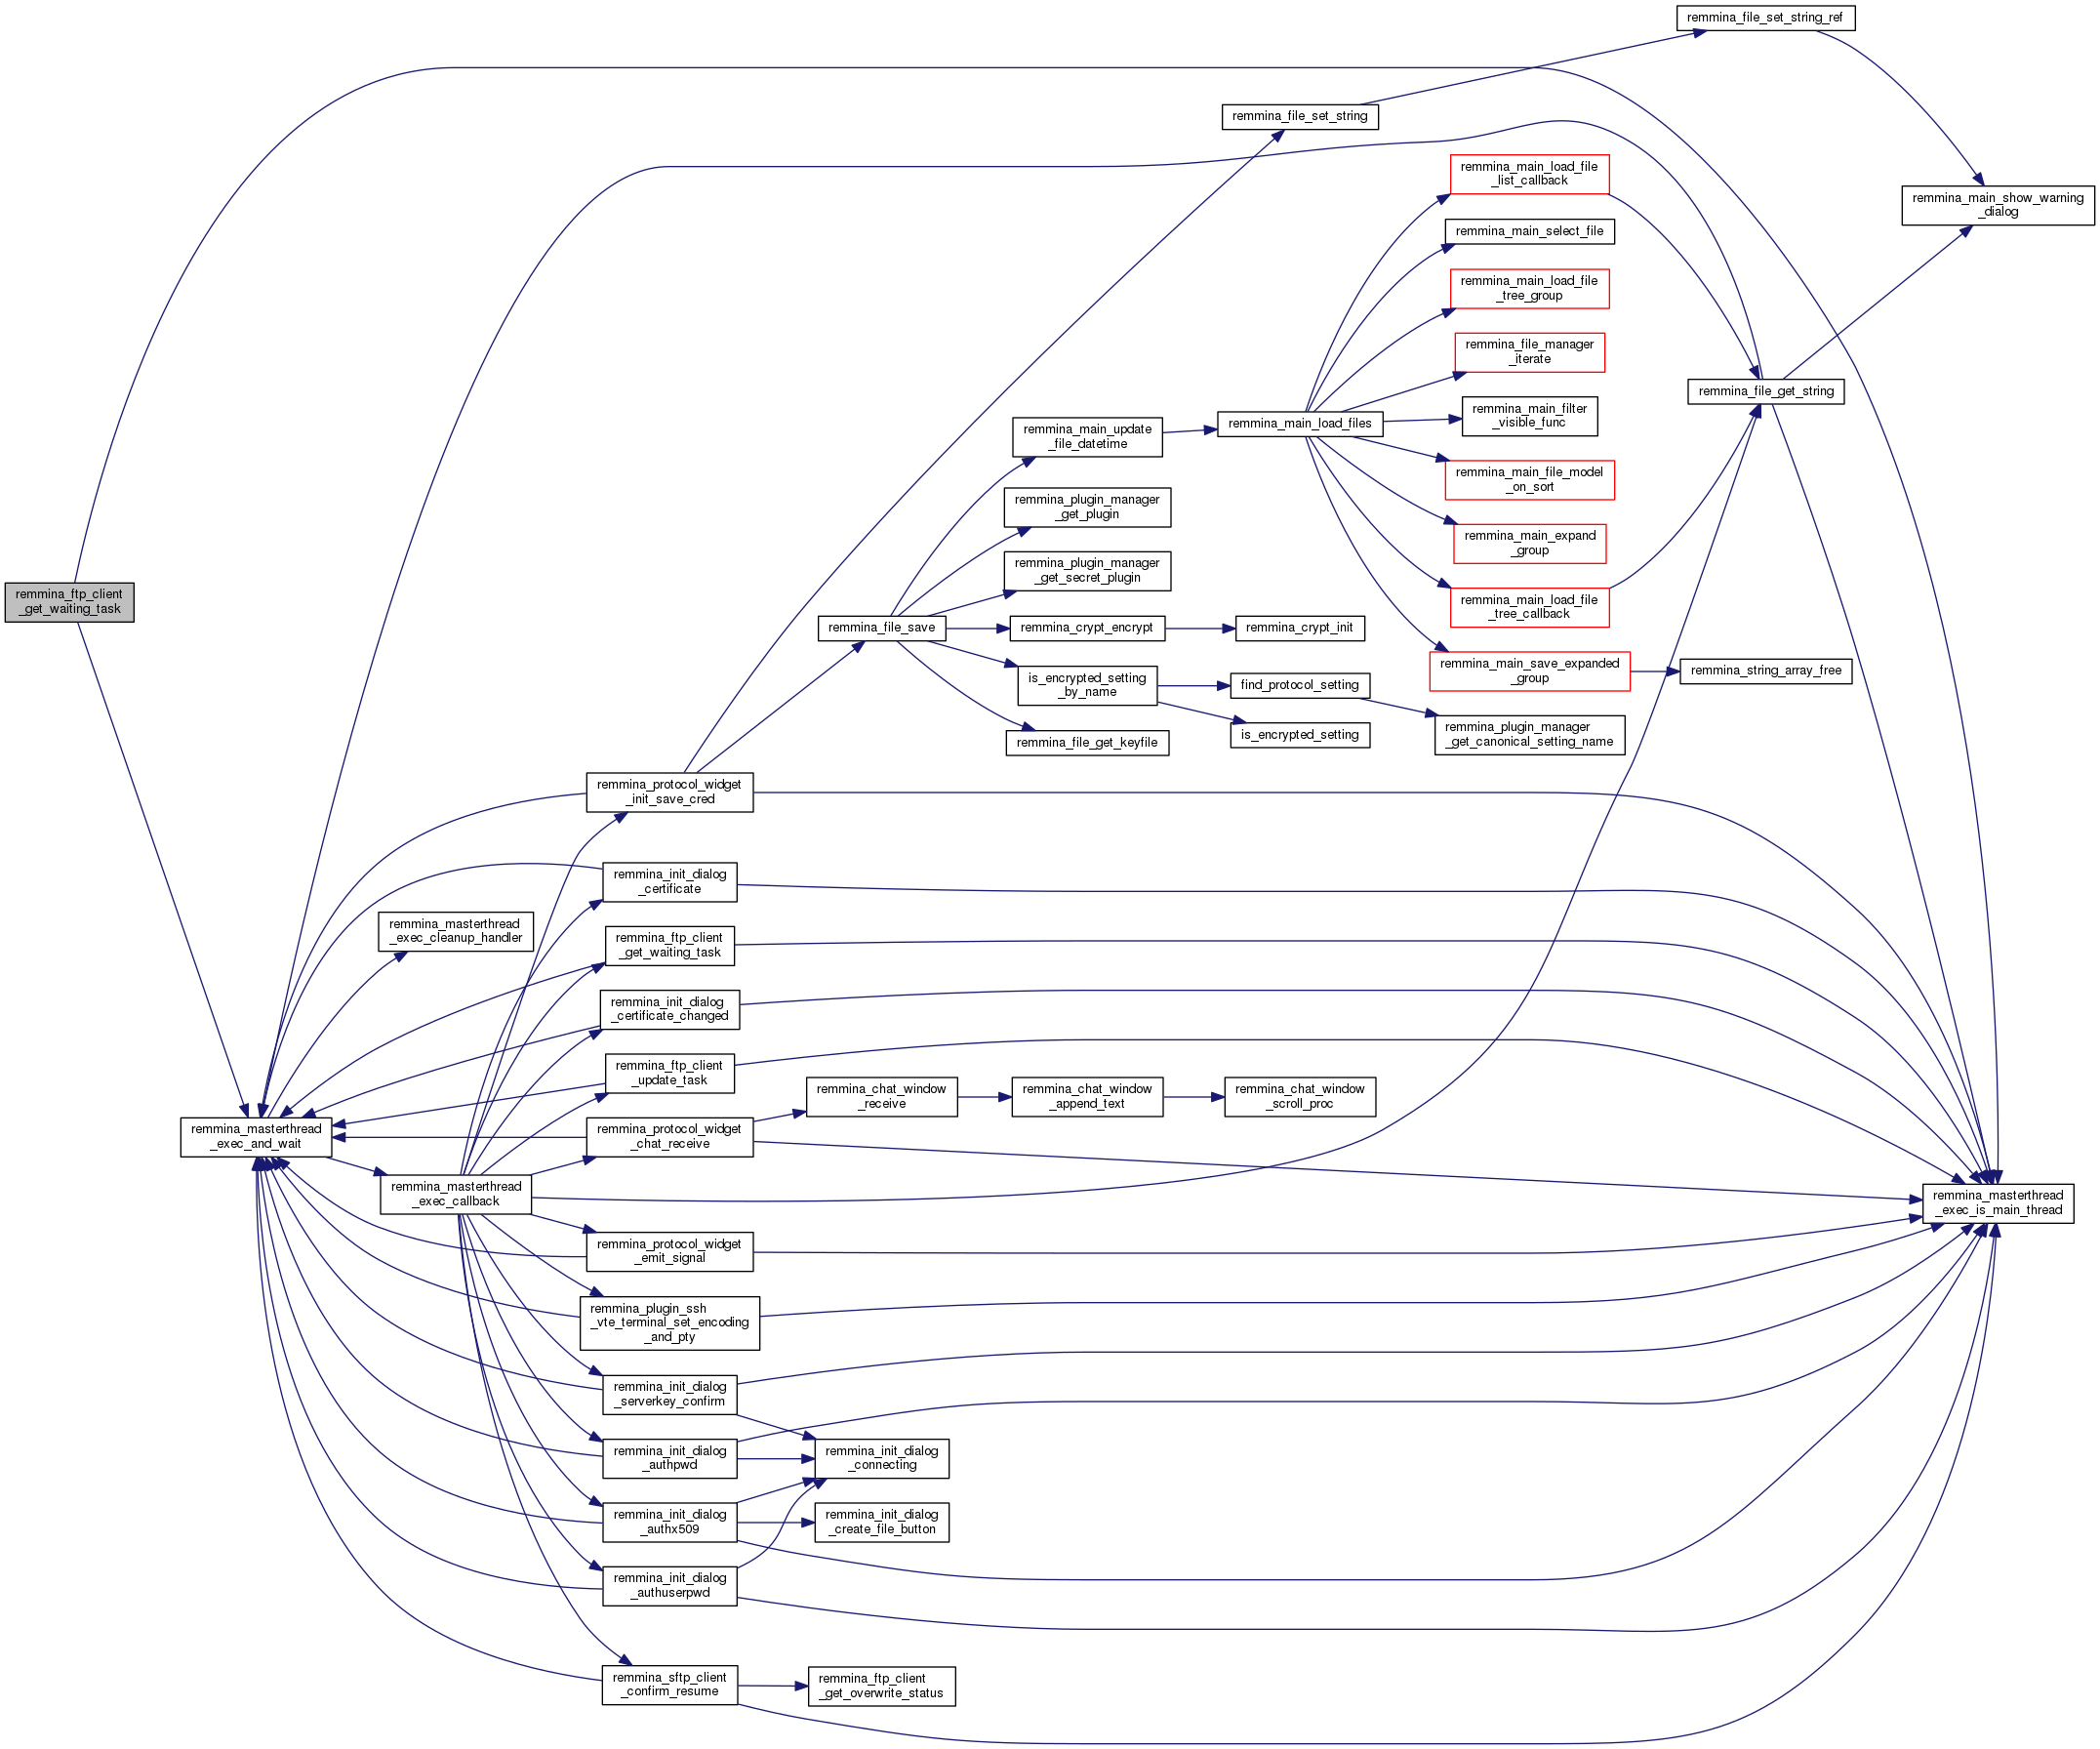 remmina_ftp_client
_get_waiting_task
remmina_masterthread
_exec_and_wait
remmina_masterthread
_exec_cleanup_handler
remmina_masterthread
_exec_callback
remmina_protocol_widget
_init_save_cred
remmina_init_dialog
_certificate
remmina_ftp_client
_get_waiting_task
remmina_init_dialog
_certificate_changed
remmina_ftp_client
_update_task
remmina_protocol_widget
_chat_receive
remmina_protocol_widget
_emit_signal
remmina_plugin_ssh
_vte_terminal_set_encoding
_and_pty
remmina_init_dialog
_serverkey_confirm
remmina_init_dialog
_authpwd
remmina_init_dialog
_authx509
remmina_init_dialog
_authuserpwd
remmina_sftp_client
_confirm_resume
remmina_file_save
remmina_chat_window
_receive
remmina_init_dialog
_connecting
remmina_init_dialog
_create_file_button
remmina_ftp_client
_get_overwrite_status
remmina_main_update
_file_datetime
remmina_plugin_manager
_get_plugin
remmina_plugin_manager
_get_secret_plugin
remmina_crypt_encrypt
is_encrypted_setting
_by_name
remmina_file_get_keyfile
remmina_chat_window
_append_text
remmina_file_set_string
remmina_main_load_files
remmina_crypt_init
find_protocol_setting
is_encrypted_setting
remmina_chat_window
_scroll_proc
remmina_main_load_file
_list_callback
remmina_main_select_file
remmina_main_load_file
_tree_group
remmina_file_manager
_iterate
remmina_main_filter
_visible_func
remmina_main_file_model
_on_sort
remmina_main_expand
_group
remmina_main_load_file
_tree_callback
remmina_main_save_expanded
_group
remmina_plugin_manager
_get_canonical_setting_name
remmina_file_set_string_ref
remmina_file_get_string
remmina_string_array_free
remmina_main_show_warning
_dialog
remmina_masterthread
_exec_is_main_thread